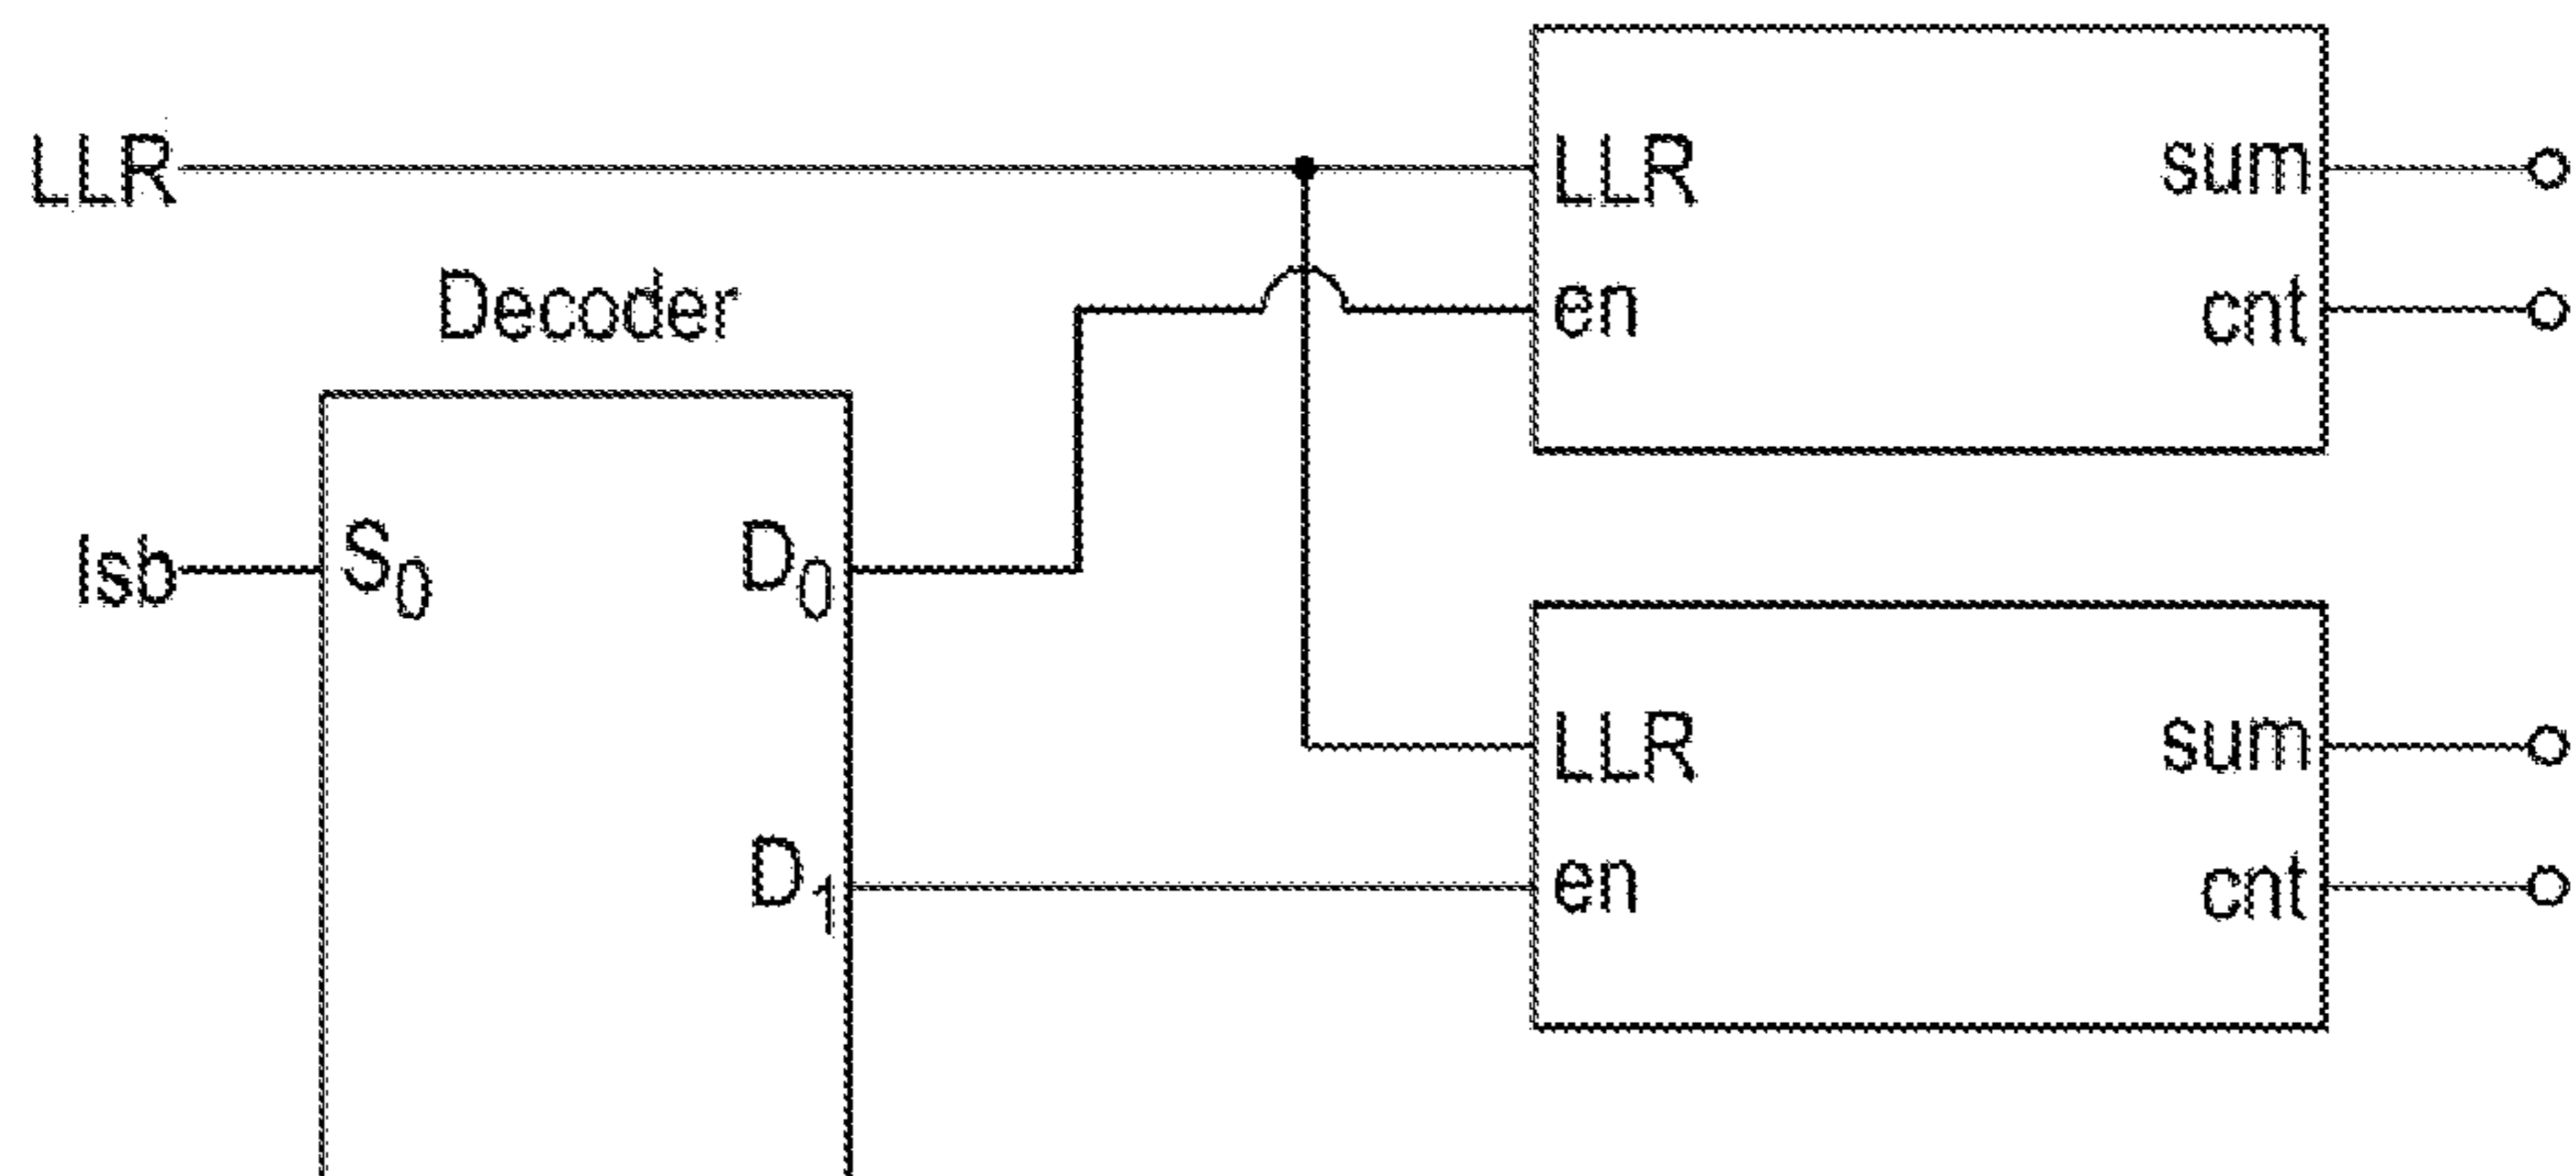 LLR
LLR sum
Decoder
en cnt
lsb S0 D0
LLR sum
D1 en cnt